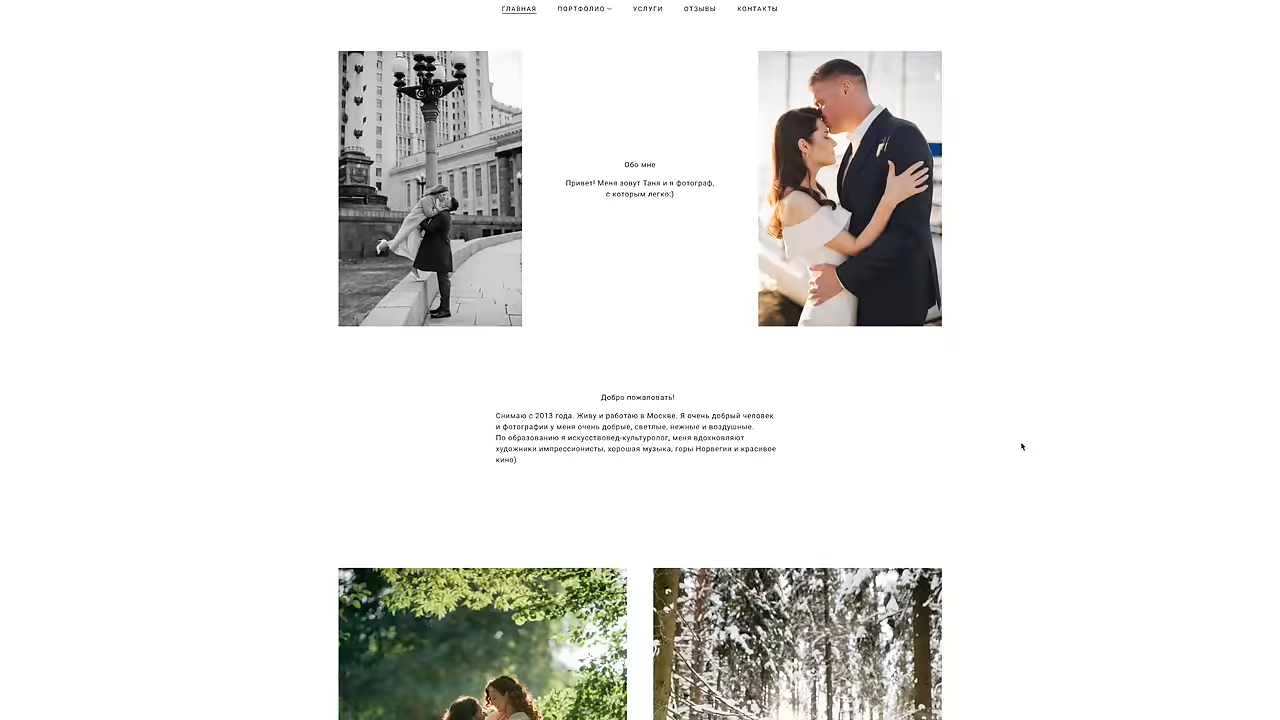 ГЛАВНАЯ ПОРТФОЛИО УСЛУГИ ОТЗЫВЫ КОНТАКТЫ
Обо мне
Привет! Меня зовут Таня и я фотограф,
с которым легко:)
Добро пожаловать!
Снимаю с 2013 года. Живу и работаю в Москве. Я очень добрый человек
и фотографии у меня очень добрые, светлые, нежные и воздушные.
По образованию я искусствовед-культуролог, меня вдохновляют
художники импрессионисты, хорошая музыка, горы Норвегии и красивое
кино)